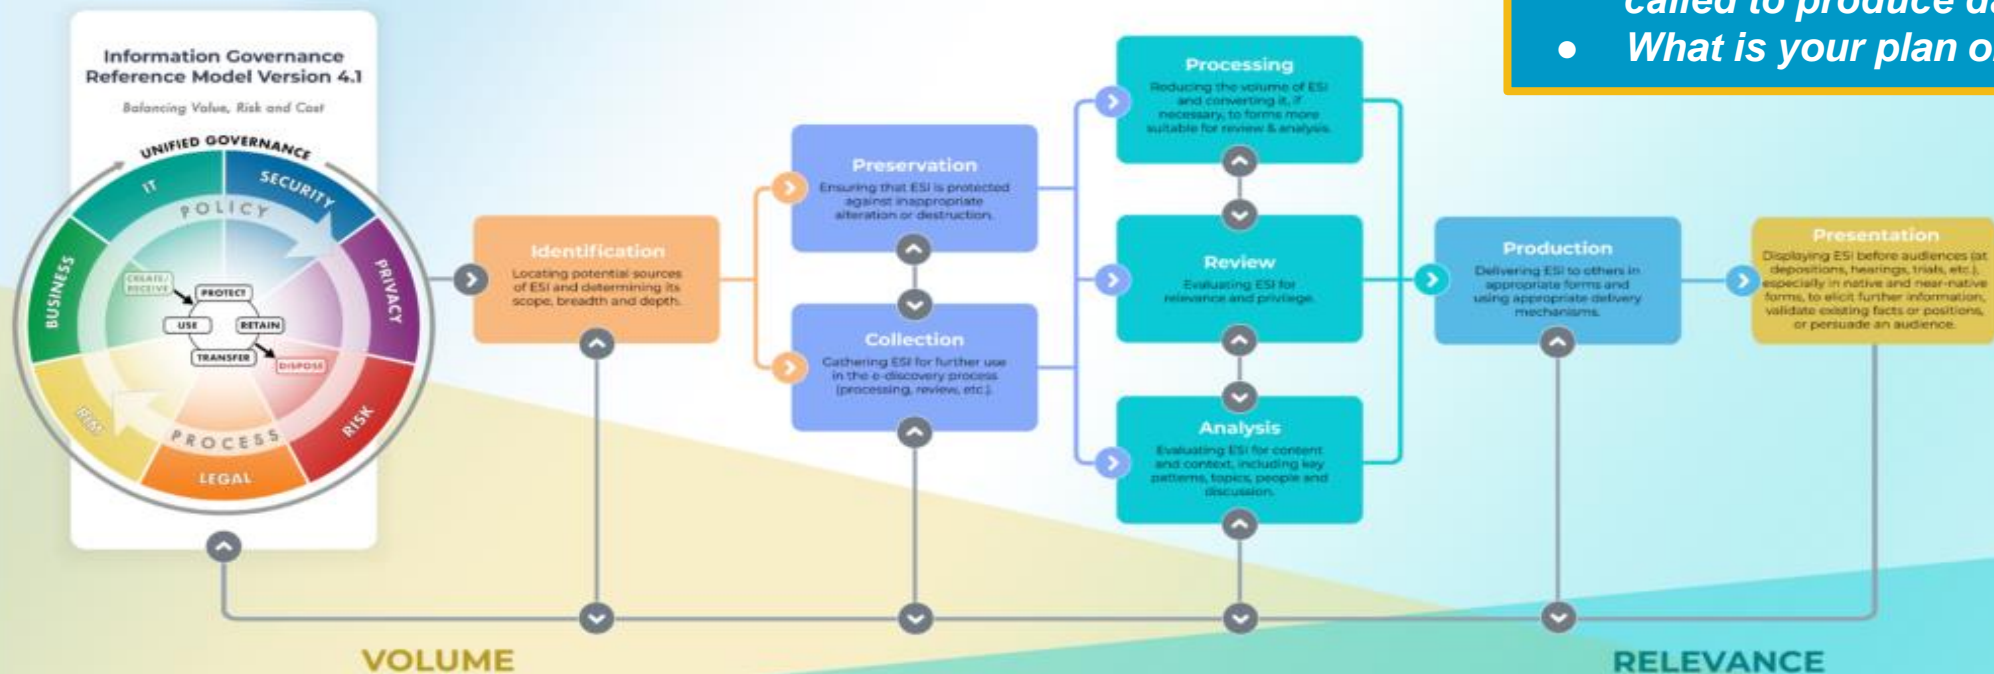 called to produce
● What is your plan
Information Governance
Reference Model Version 4.1
Balancing Value, Risk and Cost
UNIFIED GOVERNANCE
IT
SECURITY
PRIVACY
RISK
LEGAL
RIM
BUSINESS
POLICY
PROCESS
CREATE/
RECEIVE
PROTECT
USE
RETAIN
TRANSFER
DISPOSE
Identification
Locating potential sources
of ESI and determining its
scope, breadth and depth.
Preservation
Ensuring that ESI is protected
against inappropriate
alteration or destruction.
Collection
Gathering ESI for further use
in the e-discovery process
(processing, review, etc.).
Processing
Reducing the volume of ESI
and converting it, if
necessary, to forms more
suitable for review & analysis.
Review
Evaluating ESI for
relevance and privilege.
Analysis
Evaluating ESI for content
and context, including key
patterns, topics, people and
discussion.
Production
Delivering ESI to others in
appropriate forms and
using appropriate delivery
mechanisms.
Presentation
Displaying ESI before audiences (at
depositions, hearings, trials, etc.),
especially in native and near-native
forms, to elicit further information,
validate existing facts or positions,
or persuade an audience.
VOLUME
RELEVANCE